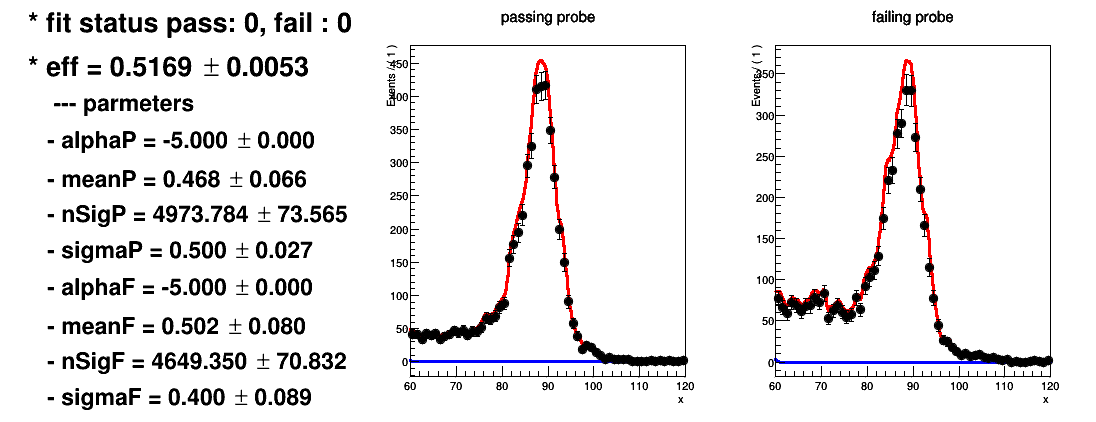 * fit status pass: 0, fail : 0
* eff = 0.5169 ± 0.0053
--- parmeters
- alphaP = -5.000 ± 0.000
- meanP = 0.468 ± 0.066
- nSigP = 4973.784 ± 73.565
- sigmaP = 0.500 ± 0.027
- alphaF = -5.000 ± 0.000
- meanF = 0.502 ± 0.080
- nSigF = 4649.350 ± 70.832
- sigmaF = 0.400 ± 0.089
passing probe
Events / ( 1 )
450
400
350
300
250
200
150
100
50
0
60 70 80 90 100 110 120
x
failing probe
Events / ( 1 )
350
300
250
200
150
100
50
0
60 70 80 90 100 110 120
x